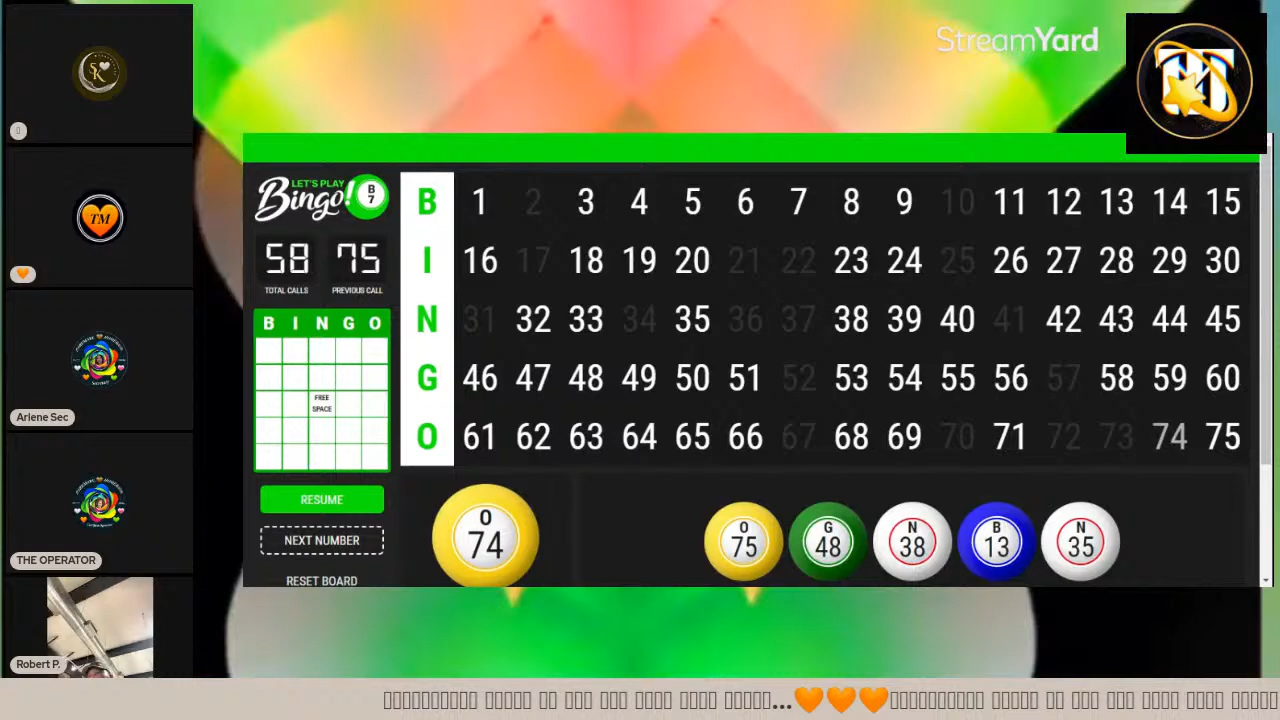 StreamYard
SK
TM
Arlene Sec
THE OPERATOR
Robert P.
LET'S PLAY
Bingo!
B
7
58 75
TOTAL CALLS PREVIOUS CALL
B I N G O
FREE
SPACE
RESUME
NEXT NUMBER
RESET BOARD
B 1 2 3 4 5 6 7 8 9 10 11 12 13 14 15
I 16 17 18 19 20 21 22 23 24 25 26 27 28 29 30
N 31 32 33 34 35 36 37 38 39 40 41 42 43 44 45
G 46 47 48 49 50 51 52 53 54 55 56 57 58 59 60
O 61 62 63 64 65 66 67 68 69 70 71 72 73 74 75
O
74
O
75
G
48
N
38
B
13
N
35